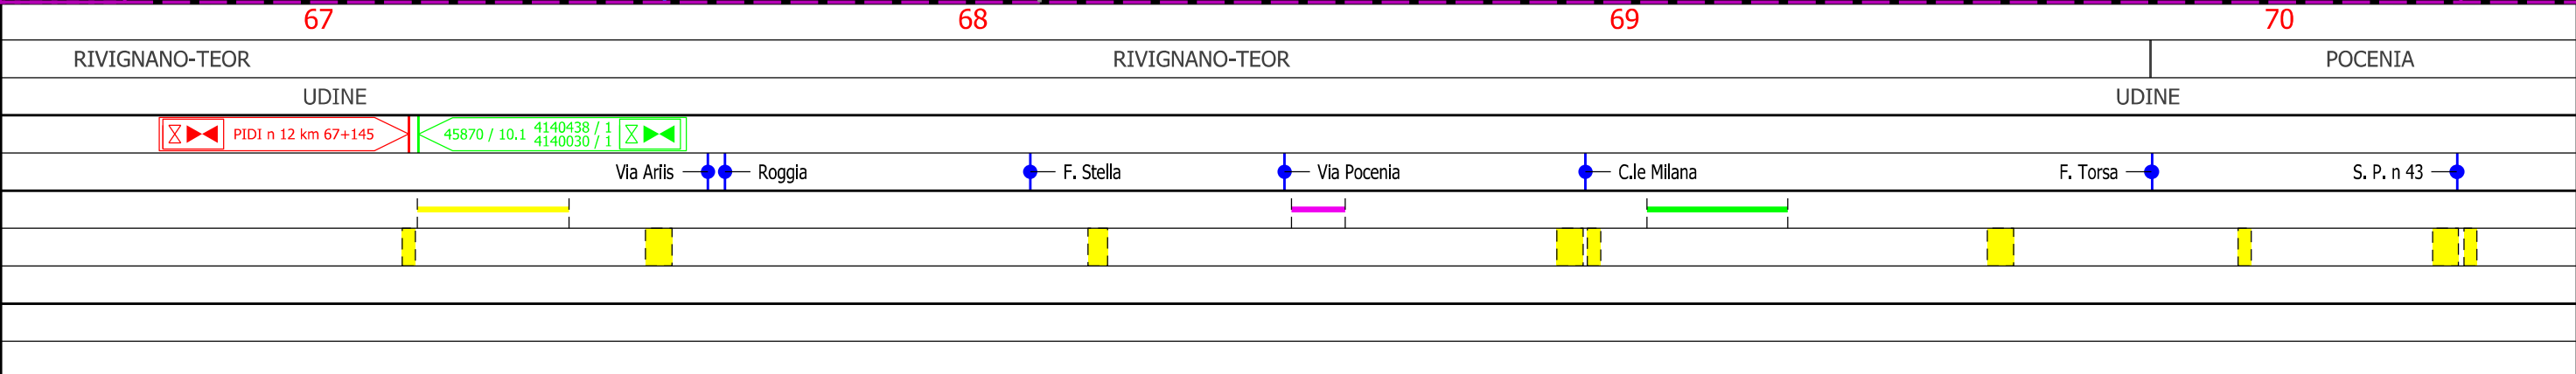 67 68 69 70
RIVIGNANO-TEOR RIVIGNANO-TEOR POCENIA
UDINE UDINE
PIDI n 12 km 67+145 45870 / 10.1 4140438 / 1
4140030 / 1
Via Ariis Roggia F. Stella Via Pocenia C.le Milana F. Torsa S. P. n 43